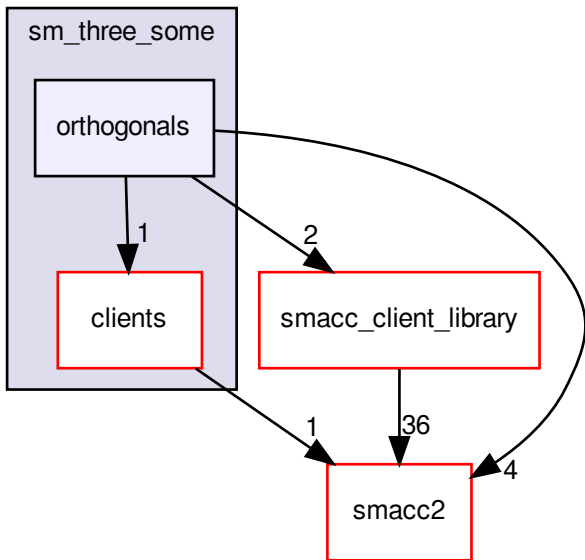 sm_three_some
orthogonals
1
2
clients
smacc_client_library
1
36
4
smacc2